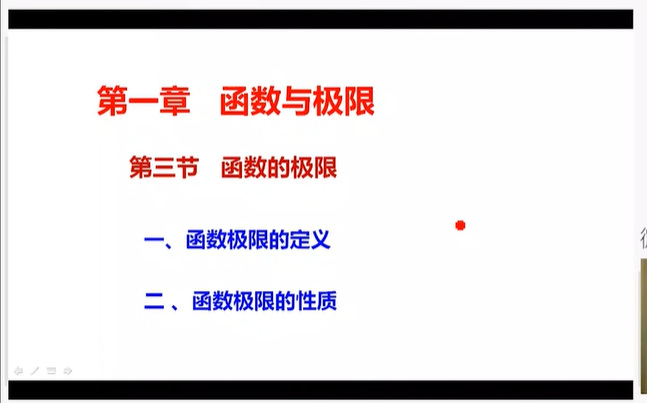 第一章 函数与极限
第三节 函数的极限
一、函数极限的定义
二、函数极限的性质